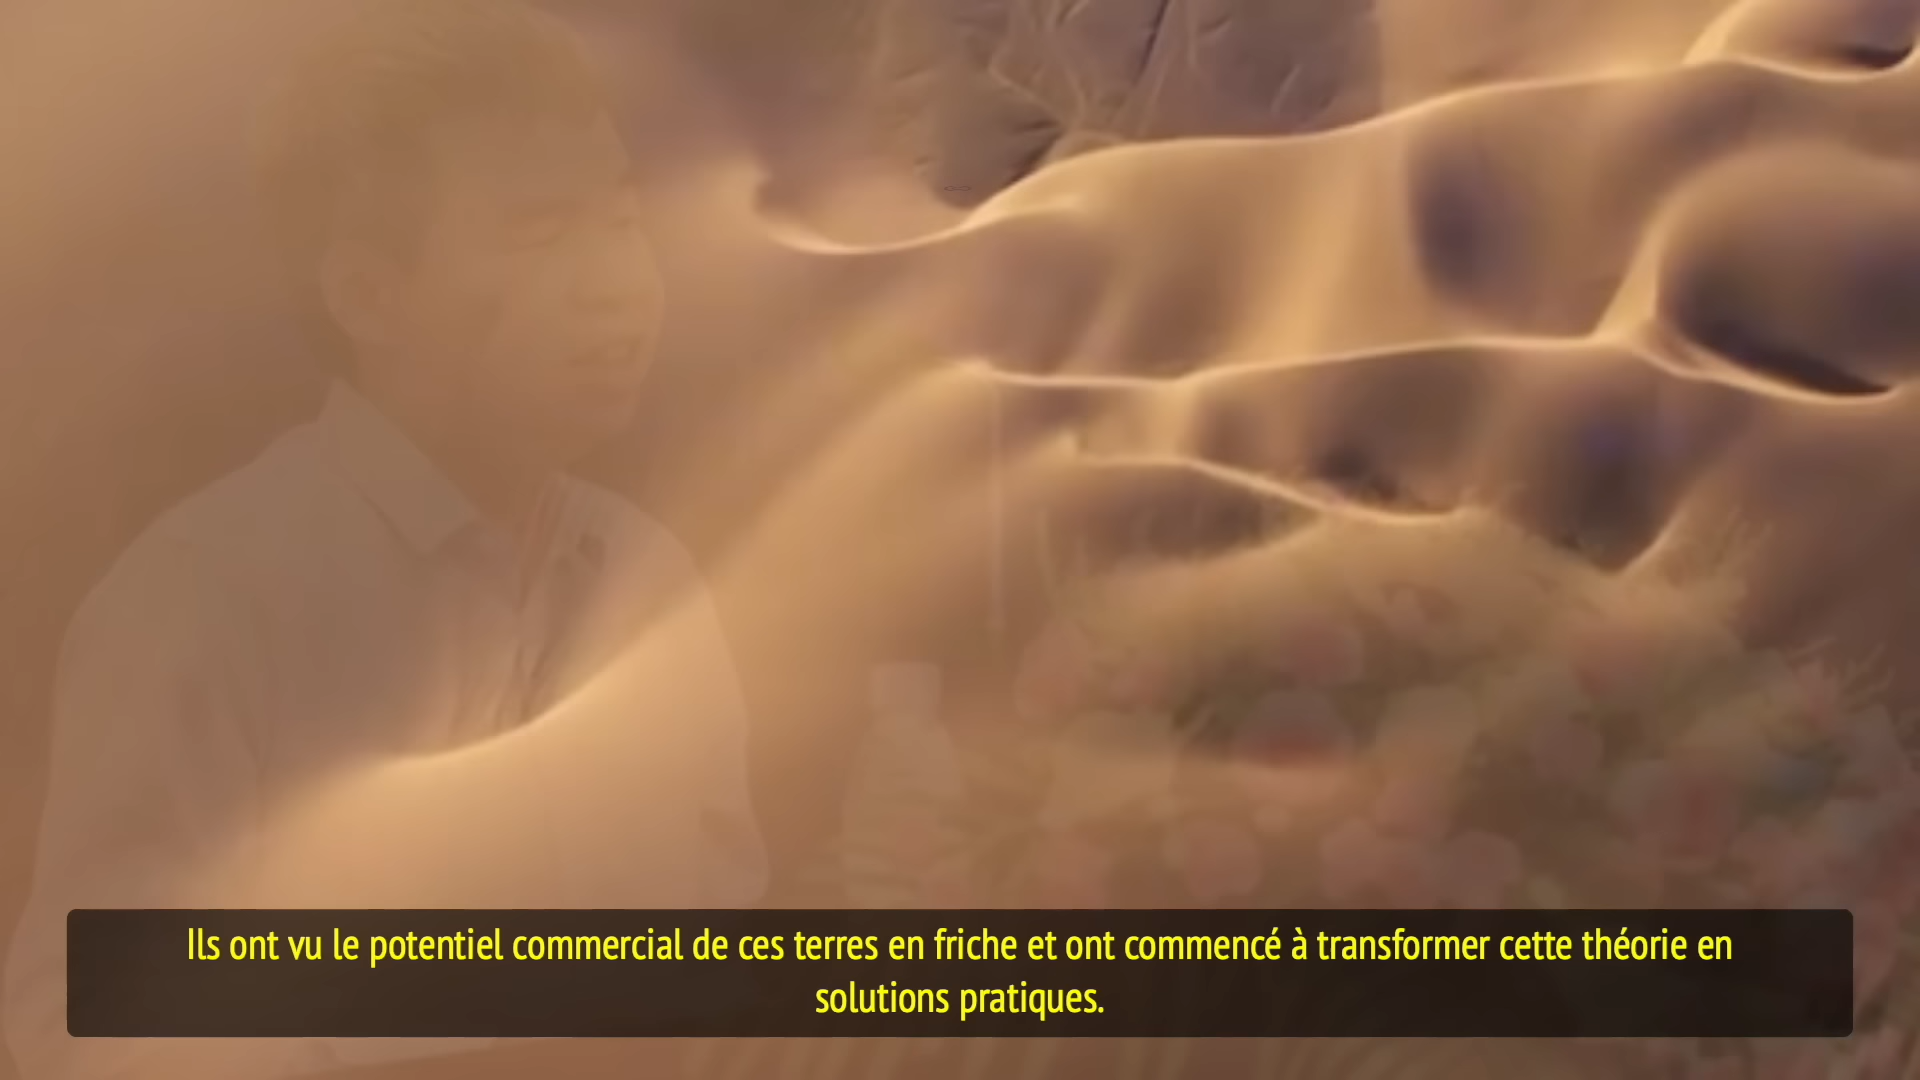 Ils ont vu le potentiel commercial de ces terres en friche et ont commencé à transformer cette théorie en
solutions pratiques.